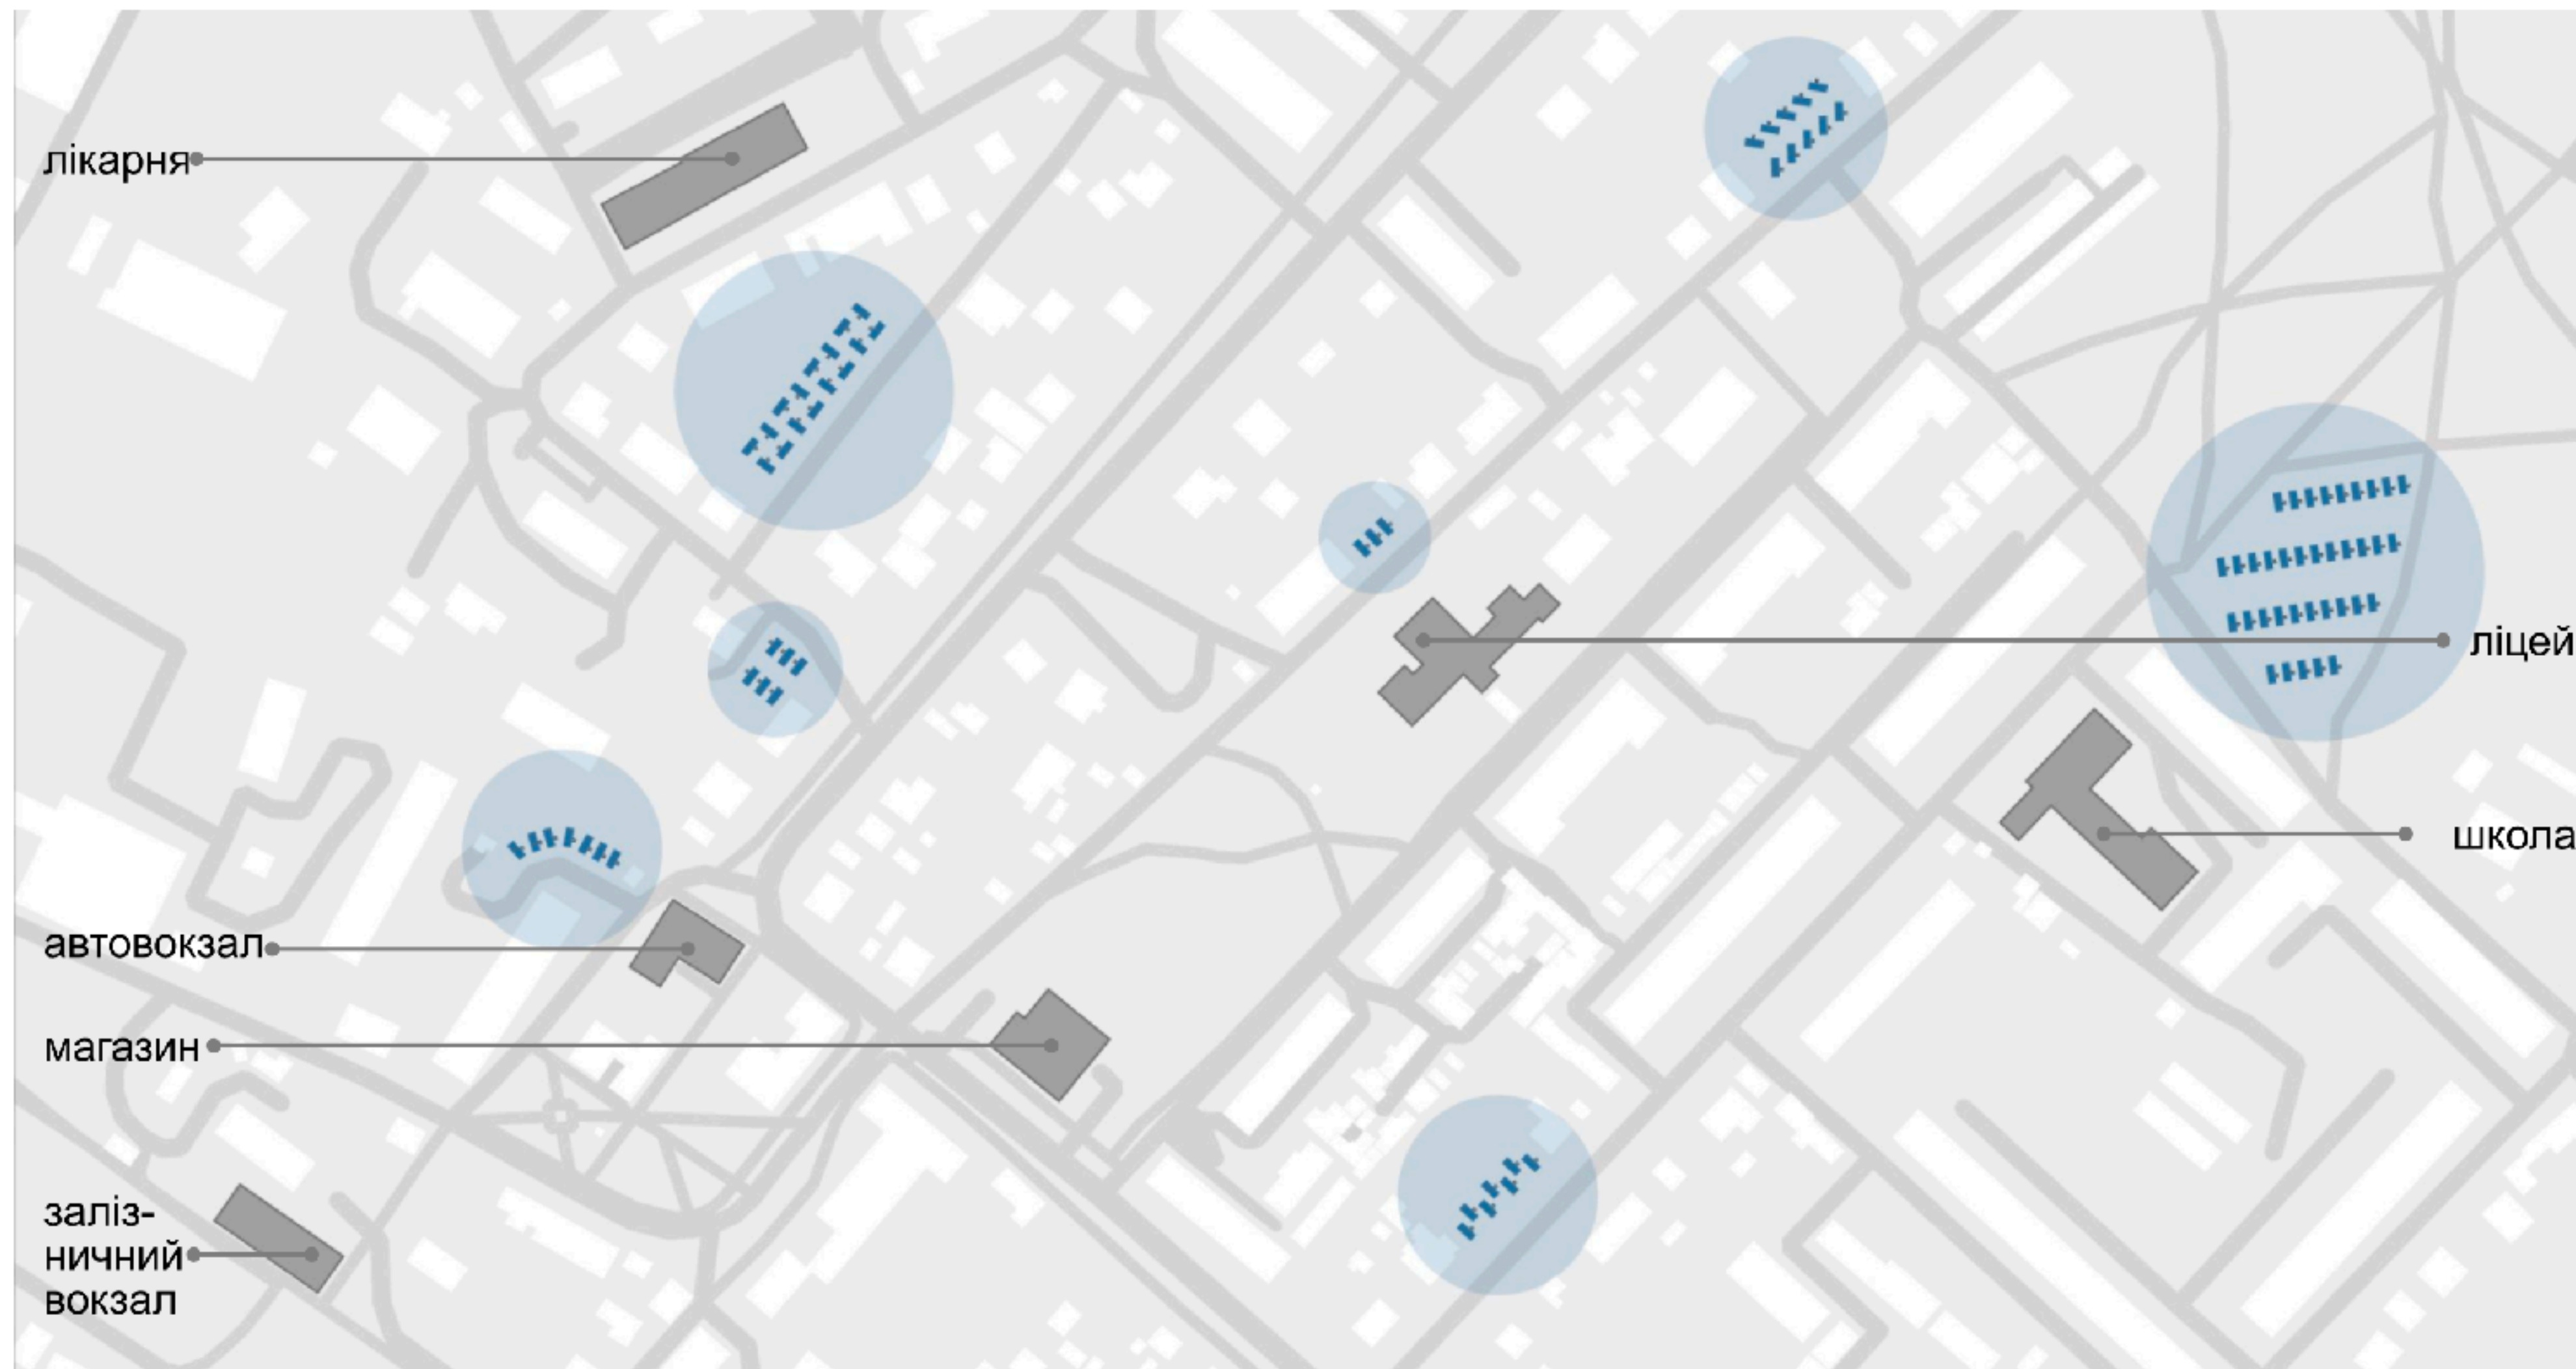 лікарня
ліцей
школа
автовокзал
магазин
заліз-
ничний
вокзал